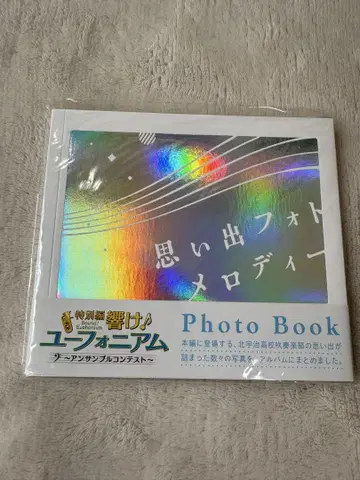 思い出フォト
メロディー
特別編
Sound!
Euphonium
響け♪
ユーフォニアム
〜アンサンブルコンテスト〜
Photo Book
本編に登場する、北宇治高校吹奏楽部の思い出が
詰まった数々の写真を、アルバムにまとめました。